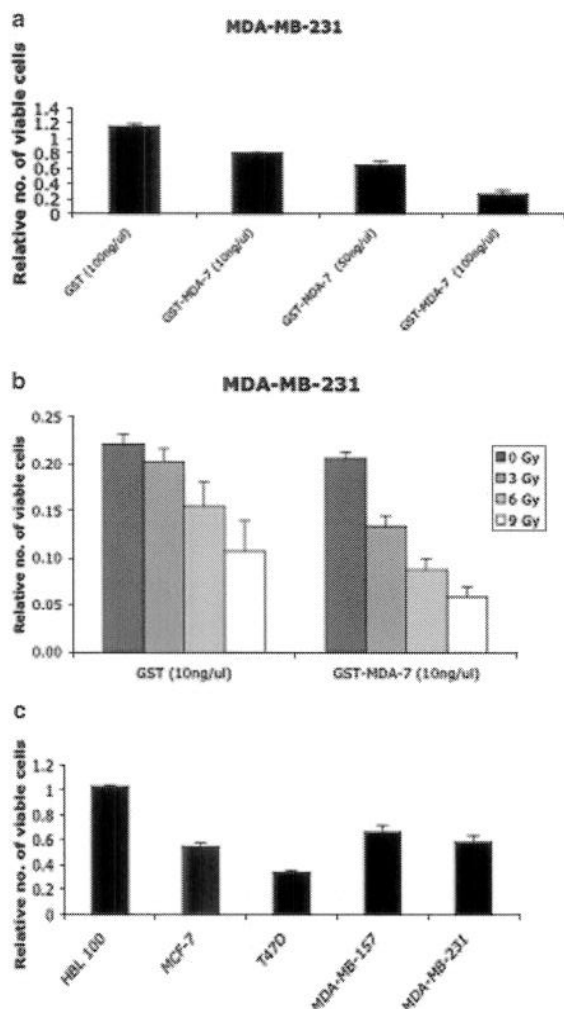 a
MDA-MB-231
Relative no. of viable cells
1.4
1.2
1
0.8
0.6
0.4
0.2
0
GST (100ng/ul)
GST-MDA-7 (10ng/ul)
GST-MDA-7 (50ng/ul)
GST-MDA-7 (100ng/ul)
b
MDA-MB-231
Relative no. of viable cells
0.25
0.20
0.15
0.10
0.05
0.00
0 Gy
3 Gy
6 Gy
9 Gy
GST (10ng/ul)
GST-MDA-7 (10ng/ul)
c
Relative no. of viable cells
1.2
1
0.8
0.6
0.4
0.2
0
HBL 100
MCF-7
T47D
MDA-MB-157
MDA-MB-231